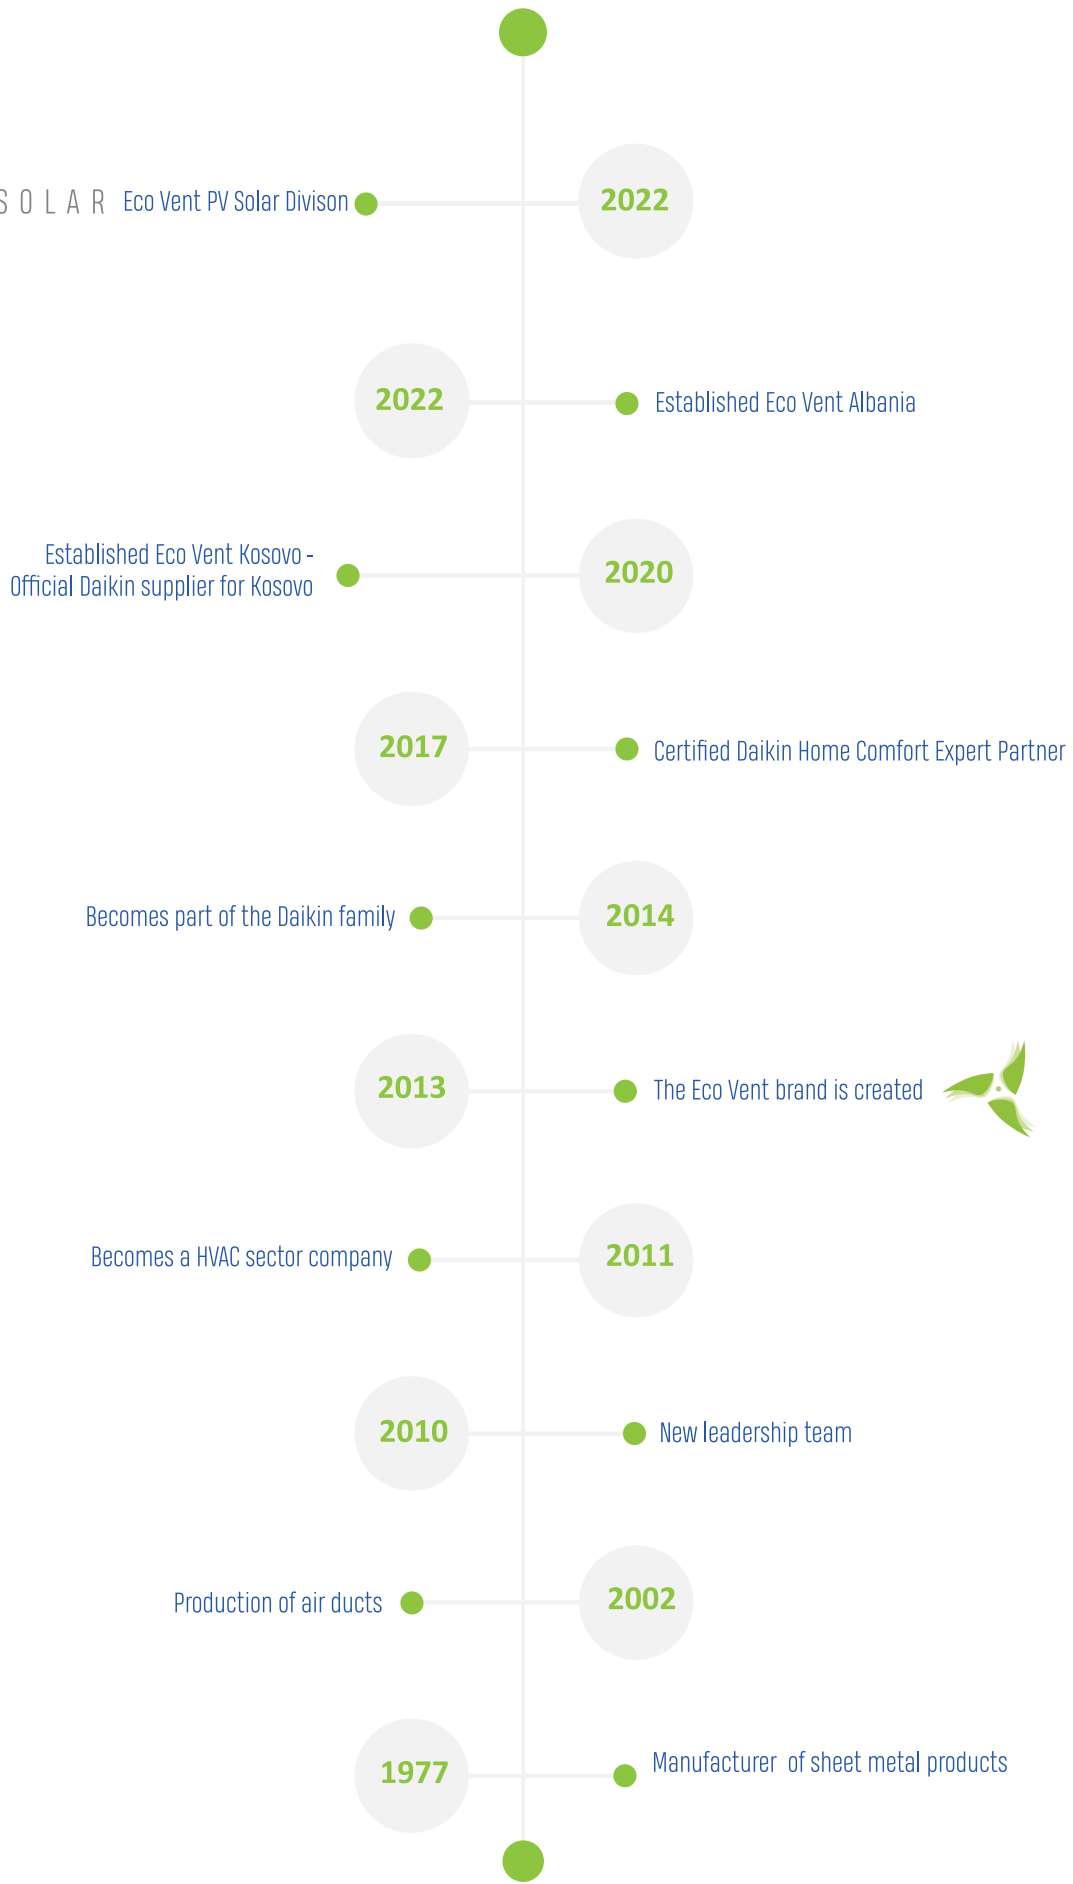 SOLAR Eco Vent PV Solar Divison 2022
2022 Established Eco Vent Albania
Established Eco Vent Kosovo -
Official Daikin supplier for Kosovo
2020
2017 Certified Daikin Home Comfort Expert Partner
Becomes part of the Daikin family 2014
2013 The Eco Vent brand is created
Becomes a HVAC sector company 2011
2010 New leadership team
Production of air ducts 2002
1977 Manufacturer of sheet metal products